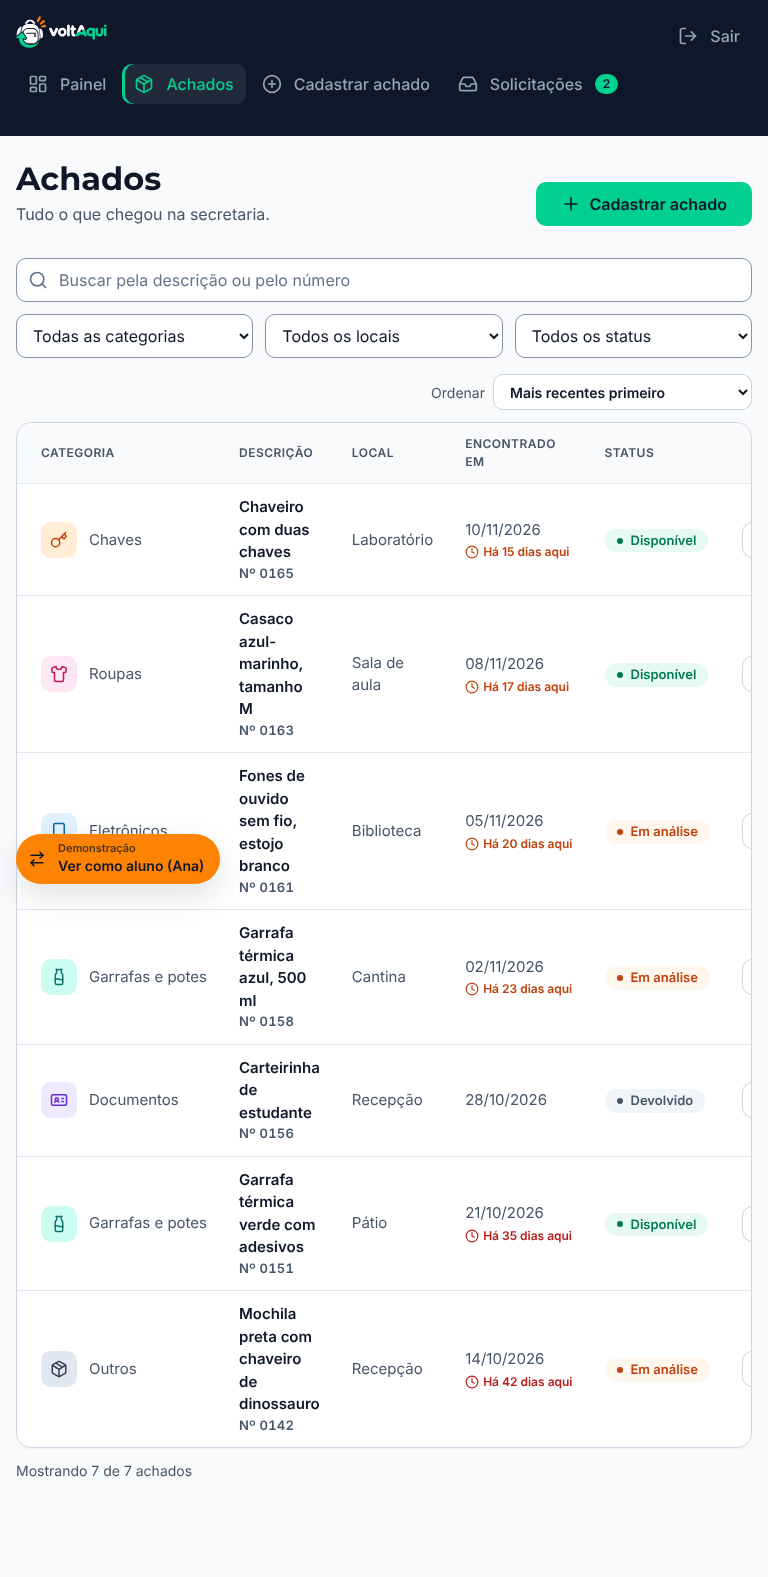 voltAqui
Sair
Painel
Achados
Cadastrar achado
Solicitações
2
Achados
Tudo o que chegou na secretaria.
Cadastrar achado
Buscar pela descrição ou pelo número
Todas as categorias
Todos os locais
Todos os status
Ordenar
Mais recentes primeiro
CATEGORIA
DESCRIÇÃO
LOCAL
ENCONTRADO
EM
STATUS
Chaves
Chaveiro
com duas
chaves
Nº 0165
Laboratório
10/11/2026
Há 15 dias aqui
Disponível
Roupas
Casaco
azul-
marinho,
tamanho
M
Nº 0163
Sala de
aula
08/11/2026
Há 17 dias aqui
Disponível
Eletrônicos
Fones de
ouvido
sem fio,
estojo
branco
Nº 0161
Biblioteca
05/11/2026
Há 20 dias aqui
Em análise
Demonstração
Ver como aluno (Ana)
Garrafas e potes
Garrafa
térmica
azul, 500
ml
Nº 0158
Cantina
02/11/2026
Há 23 dias aqui
Em análise
Documentos
Carteirinha
de
estudante
Nº 0156
Recepção
28/10/2026
Devolvido
Garrafas e potes
Garrafa
térmica
verde com
adesivos
Nº 0151
Pátio
21/10/2026
Há 35 dias aqui
Disponível
Outros
Mochila
preta com
chaveiro
de
dinossauro
Nº 0142
Recepção
14/10/2026
Há 42 dias aqui
Em análise
Mostrando 7 de 7 achados